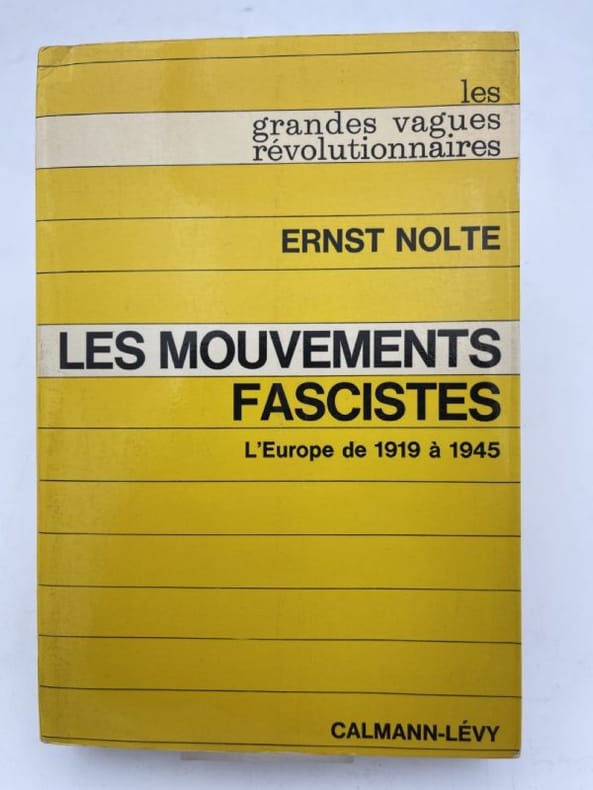 les
grandes vagues
révolutionnaires
ERNST NOLTE
LES MOUVEMENTS
FASCISTES
L'Europe de 1919 à 1945
CALMANN-LÉVY